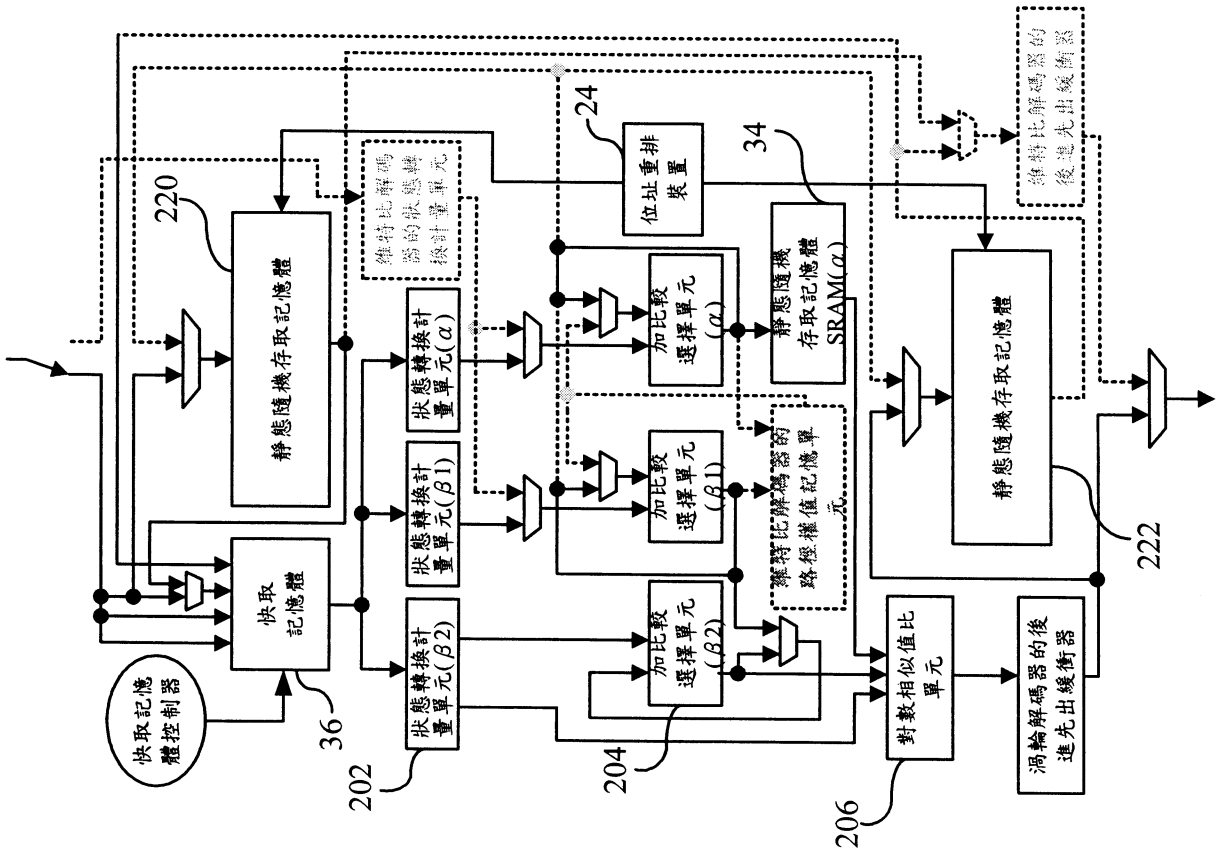 快取記憶
體控制器
快取
記憶體
36
靜態隨機存取記憶體
220
維特比解碼
器的狀態轉
換計量單元
狀態轉換計
量單元(β2)
202
狀態轉換計
量單元(β1)
狀態轉換計
量單元(α)
位址重排
裝置
24
加比較
選擇單元
(β2)
204
加比較
選擇單元
(β1)
加比較
選擇單元
(α)
維特比解碼器的
路徑權值記憶單
元
靜態隨機
存取記憶體
SRAM(α)
34
對數相似值比
單元
206
靜態隨機存取記憶體
222
渦輪解碼器的後
進先出緩衝器
維特比解碼器的
後進先出緩衝器